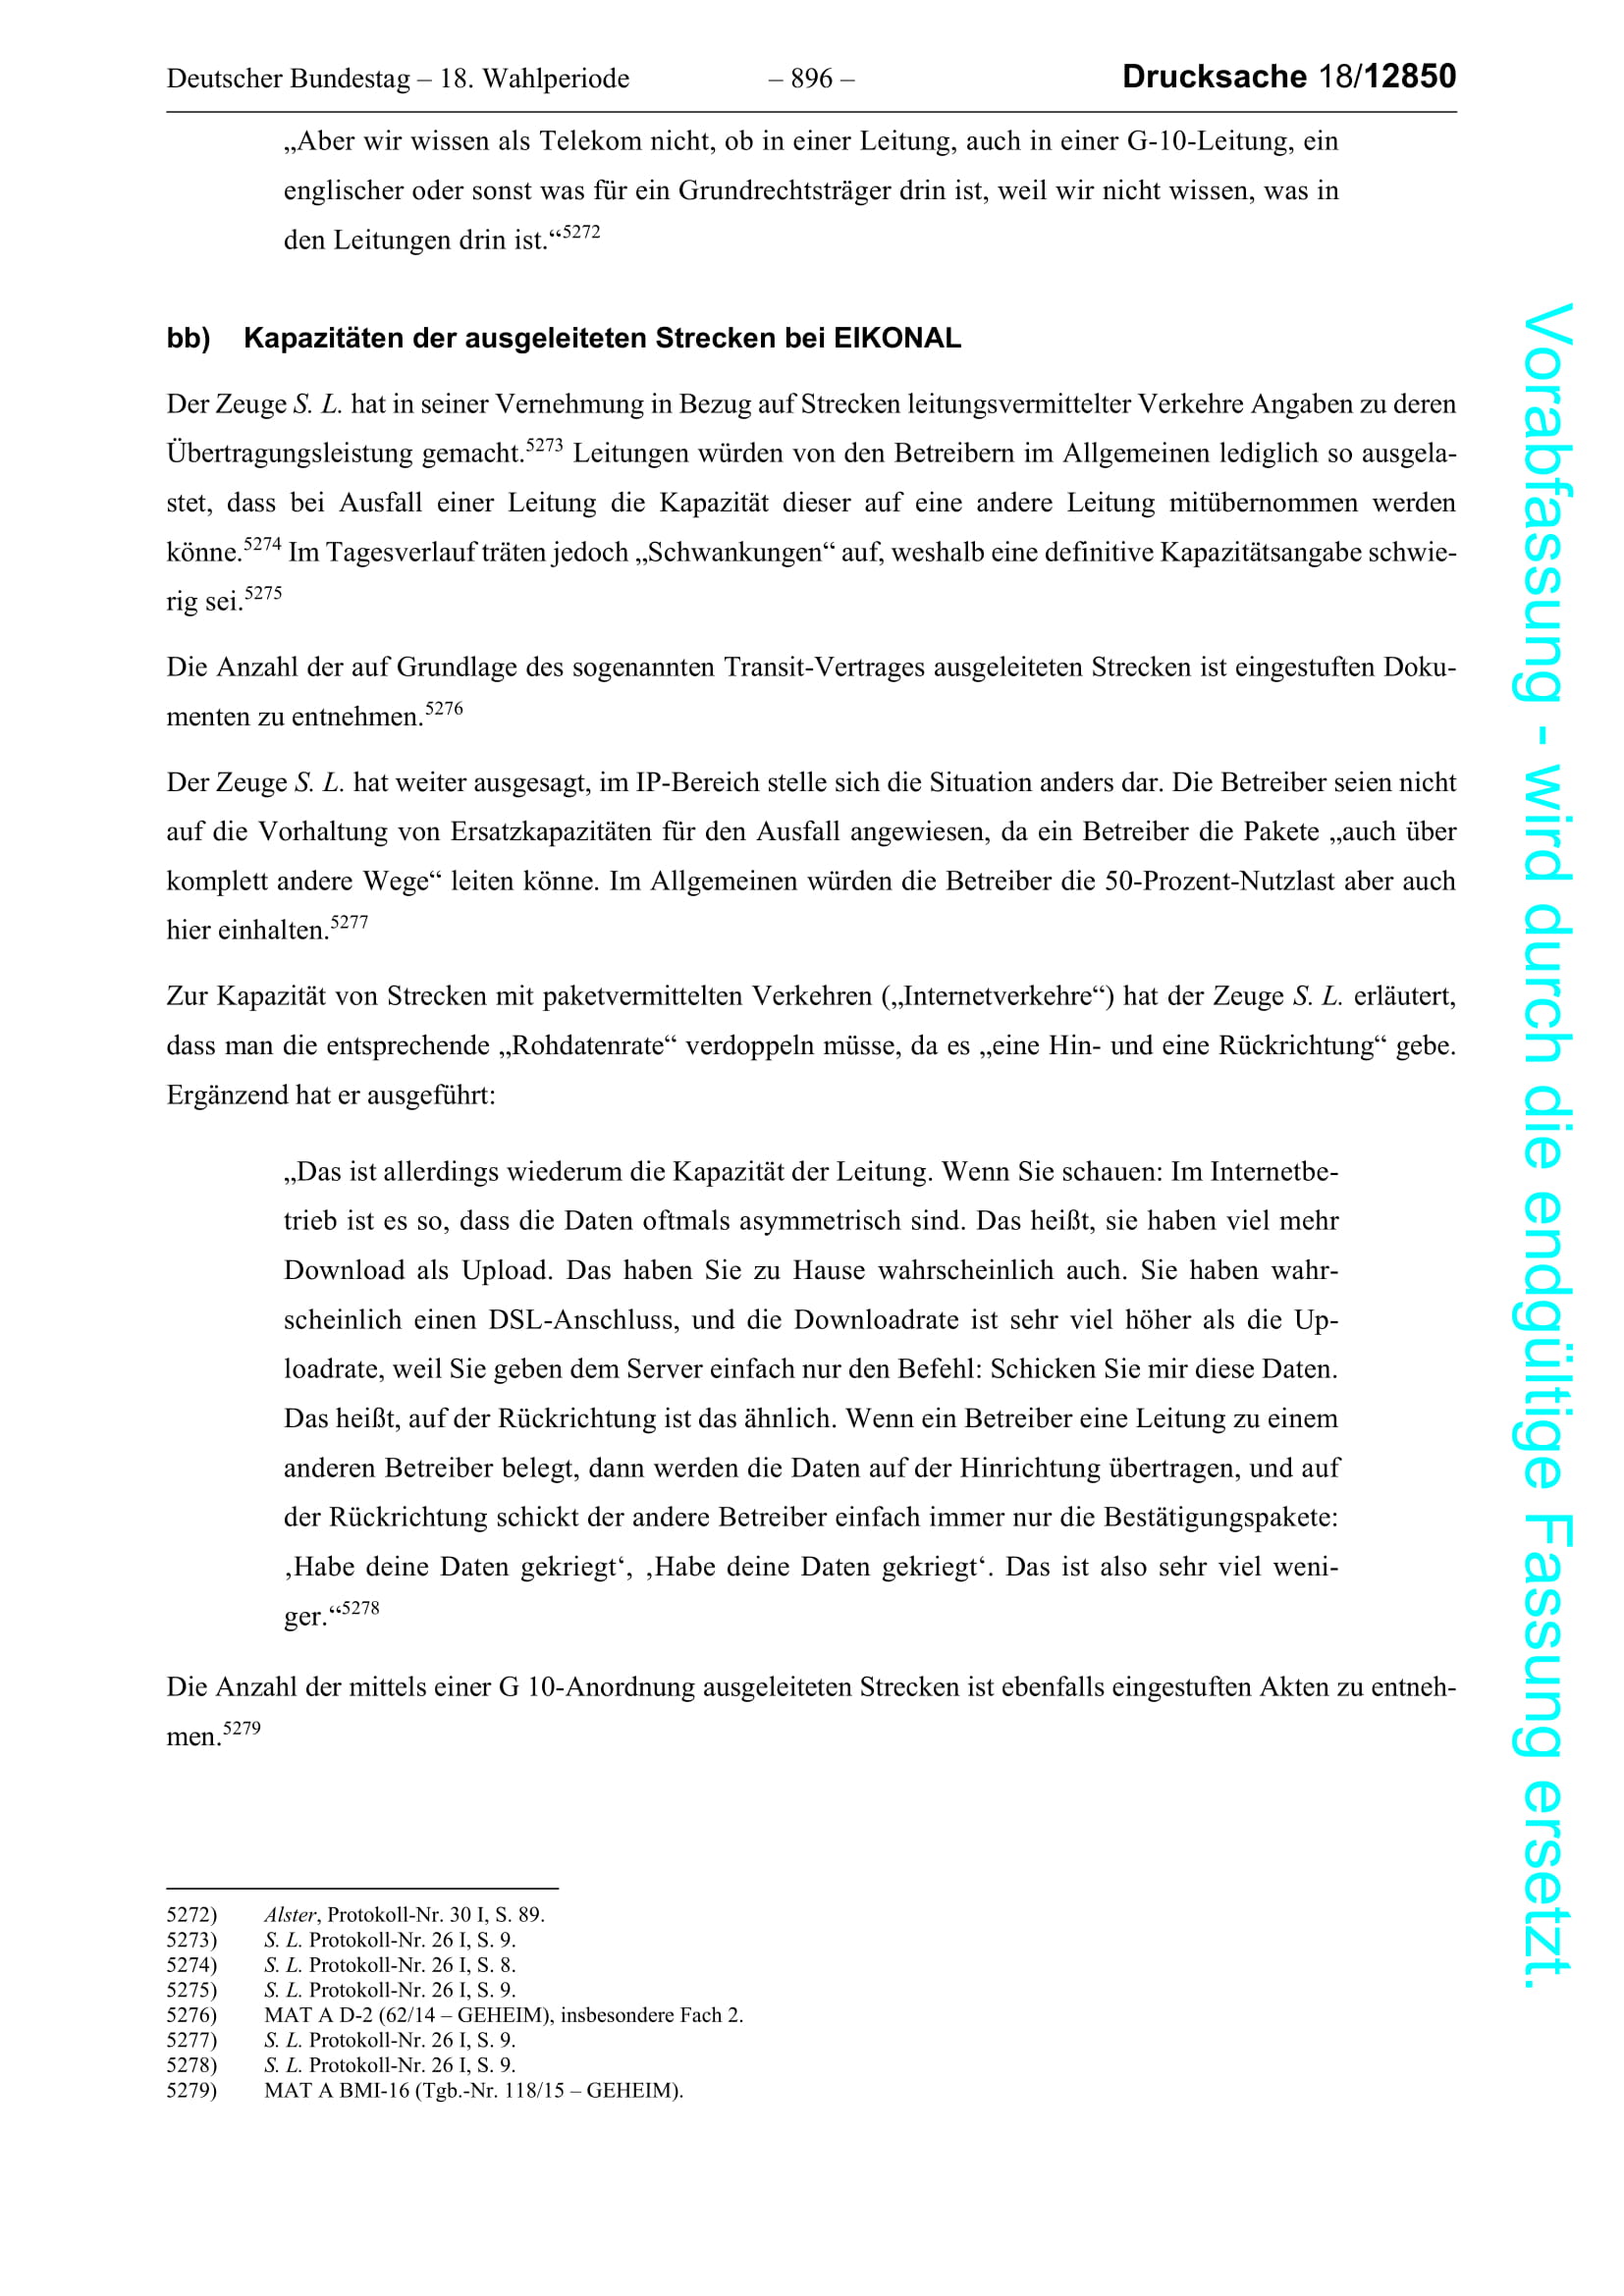 Deutscher Bundestag – 18. Wahlperiode – 896 – Drucksache 18/12850
„Aber wir wissen als Telekom nicht, ob in einer Leitung, auch in einer G-10-Leitung, ein
englischer oder sonst was für ein Grundrechtsträger drin ist, weil wir nicht wissen, was in
den Leitungen drin ist.“5272
bb) Kapazitäten der ausgeleiteten Strecken bei EIKONAL
Der Zeuge S. L. hat in seiner Vernehmung in Bezug auf Strecken leitungsvermittelter Verkehre Angaben zu deren
Übertragungsleistung gemacht.5273 Leitungen würden von den Betreibern im Allgemeinen lediglich so ausgela-
stet, dass bei Ausfall einer Leitung die Kapazität dieser auf eine andere Leitung mitübernommen werden
könne.5274 Im Tagesverlauf träten jedoch „Schwankungen“ auf, weshalb eine definitive Kapazitätsangabe schwie-
rig sei.5275
Die Anzahl der auf Grundlage des sogenannten Transit-Vertrages ausgeleiteten Strecken ist eingestuften Doku-
menten zu entnehmen.5276
Der Zeuge S. L. hat weiter ausgesagt, im IP-Bereich stelle sich die Situation anders dar. Die Betreiber seien nicht
auf die Vorhaltung von Ersatzkapazitäten für den Ausfall angewiesen, da ein Betreiber die Pakete „auch über
komplett andere Wege“ leiten könne. Im Allgemeinen würden die Betreiber die 50-Prozent-Nutzlast aber auch
hier einhalten.5277
Zur Kapazität von Strecken mit paketvermittelten Verkehren („Internetverkehre“) hat der Zeuge S. L. erläutert,
dass man die entsprechende „Rohdatenrate“ verdoppeln müsse, da es „eine Hin- und eine Rückrichtung“ gebe.
Ergänzend hat er ausgeführt:
„Das ist allerdings wiederum die Kapazität der Leitung. Wenn Sie schauen: Im Internetbe-
trieb ist es so, dass die Daten oftmals asymmetrisch sind. Das heißt, sie haben viel mehr
Download als Upload. Das haben Sie zu Hause wahrscheinlich auch. Sie haben wahr-
scheinlich einen DSL-Anschluss, und die Downloadrate ist sehr viel höher als die Up-
loadrate, weil Sie geben dem Server einfach nur den Befehl: Schicken Sie mir diese Daten.
Das heißt, auf der Rückrichtung ist das ähnlich. Wenn ein Betreiber eine Leitung zu einem
anderen Betreiber belegt, dann werden die Daten auf der Hinrichtung übertragen, und auf
der Rückrichtung schickt der andere Betreiber einfach immer nur die Bestätigungspakete:
‚Habe deine Daten gekriegt‘, ‚Habe deine Daten gekriegt‘. Das ist also sehr viel weni-
ger.“5278
Die Anzahl der mittels einer G 10-Anordnung ausgeleiteten Strecken ist ebenfalls eingestuften Akten zu entneh-
men.5279
5272) Alster, Protokoll-Nr. 30 I, S. 89.
5273) S. L. Protokoll-Nr. 26 I, S. 9.
5274) S. L. Protokoll-Nr. 26 I, S. 8.
5275) S. L. Protokoll-Nr. 26 I, S. 9.
5276) MAT A D-2 (62/14 – GEHEIM), insbesondere Fach 2.
5277) S. L. Protokoll-Nr. 26 I, S. 9.
5278) S. L. Protokoll-Nr. 26 I, S. 9.
5279) MAT A BMI-16 (Tgb.-Nr. 118/15 – GEHEIM).
Vorabfassung - wird durch die endgültige Fassung ersetzt.